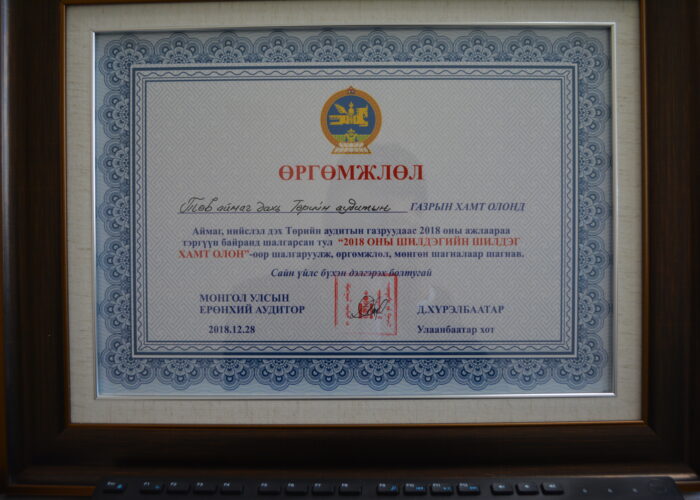 ӨРГӨМЖЛӨЛ
Төв аймаг дахь Төрийн аудитын ГАЗРЫН ХАМТ ОЛОНД
Аймаг, нийслэл дэх Төрийн аудитын газруудаас 2018 оны ажлаараа
тэргүүн байранд шалгарсан тул “2018 ОНЫ ШИЛДЭГИЙН ШИЛДЭГ
ХАМТ ОЛОН”-оор шалгаруулж, өргөмжлөл, мөнгөн шагналаар шагнав.
Сайн үйлс бүхэн дэлгэрэх болтугай
МОНГОЛ УЛСЫН
ЕРӨНХИЙ АУДИТОР
Д.ХҮРЭЛБААТАР
2018.12.28
Улаанбаатар хот